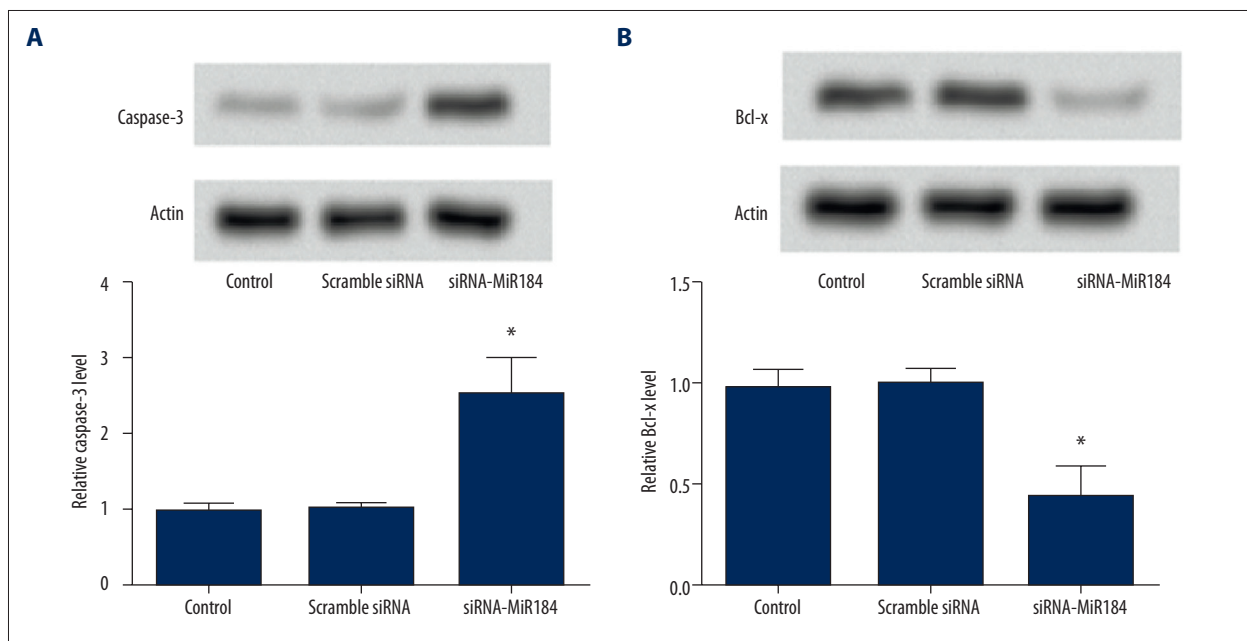 A
Caspase-3
Actin
Control Scramble siRNA siRNA-MiR184
Relative caspase-3 level
4
3
2
1
0
*
Control Scramble siRNA siRNA-MiR184
B
Bcl-x
Actin
Control Scramble siRNA siRNA-MiR184
Relative Bcl-x level
1.5
1.0
0.5
0.0
*
Control Scramble siRNA siRNA-MiR184